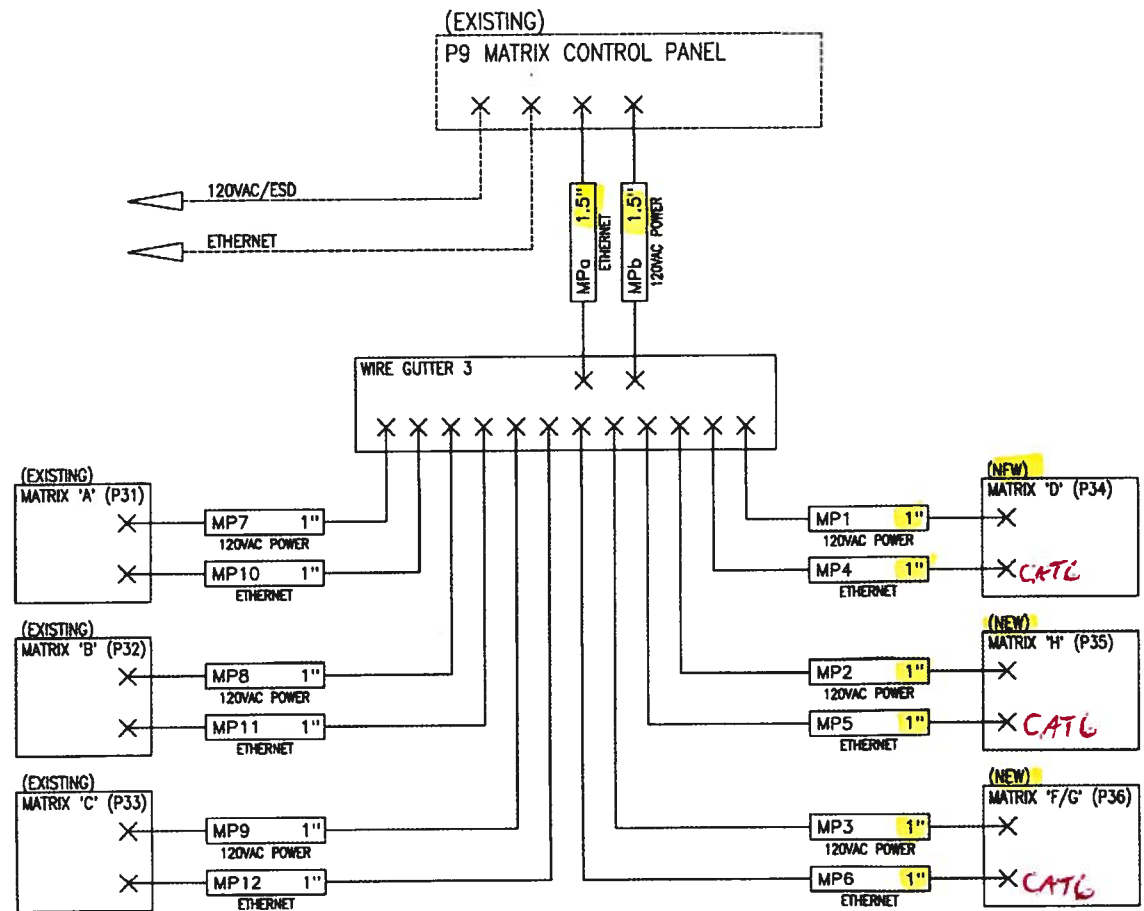 (EXISTING)
P9 MATRIX CONTROL PANEL
120VAC/ESD
ETHERNET
MPa 1.5"
ETHERNET
MPb 1.5"
120VAC POWER
WIRE GUTTER 3
(EXISTING)
MATRIX 'A' (P31)
MP7 1"
120VAC POWER
MP10 1"
ETHERNET
(EXISTING)
MATRIX 'B' (P32)
MP8 1"
120VAC POWER
MP11 1"
ETHERNET
(EXISTING)
MATRIX 'C' (P33)
MP9 1"
120VAC POWER
MP12 1"
ETHERNET
(NEW)
MATRIX 'D' (P34)
MP1 1"
120VAC POWER
MP4 1"
CAT6
ETHERNET
(NEW)
MATRIX 'H' (P35)
MP2 1"
120VAC POWER
MP5 1"
CAT6
ETHERNET
(NEW)
MATRIX 'F/G' (P36)
MP3 1"
120VAC POWER
MP6 1"
CAT6
ETHERNET